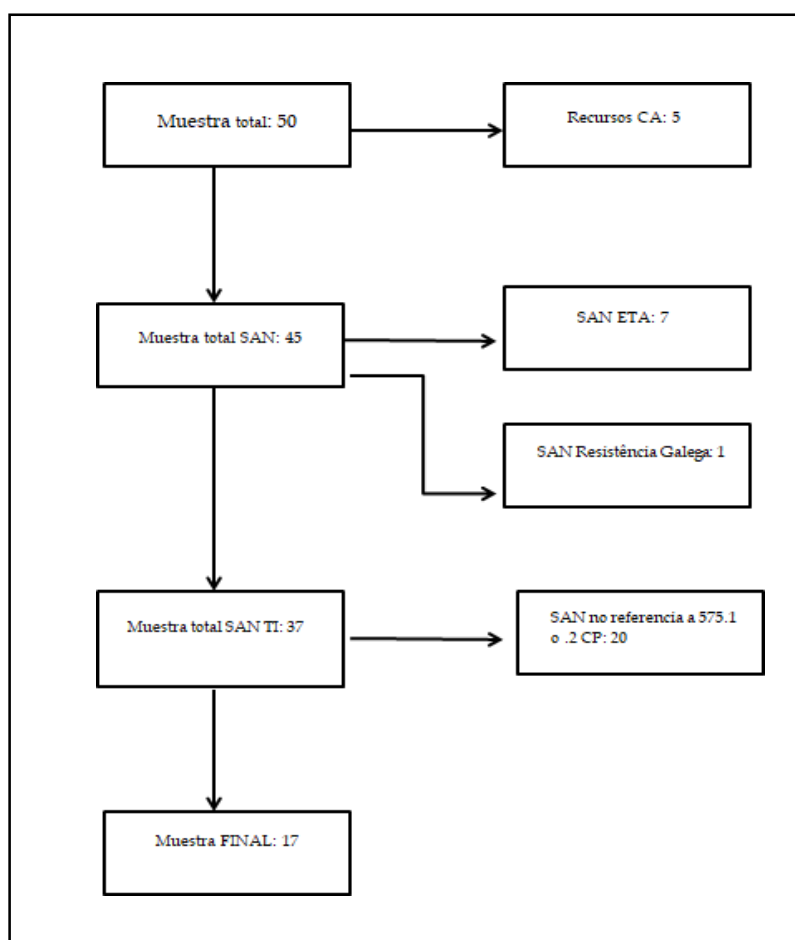 Muestra total: 50
Recursos CA: 5
Muestra total SAN: 45
SAN ETA: 7
SAN Resistência Galega: 1
Muestra total SAN TI: 37
SAN no referencia a 575.1
o .2 CP: 20
Muestra FINAL: 17